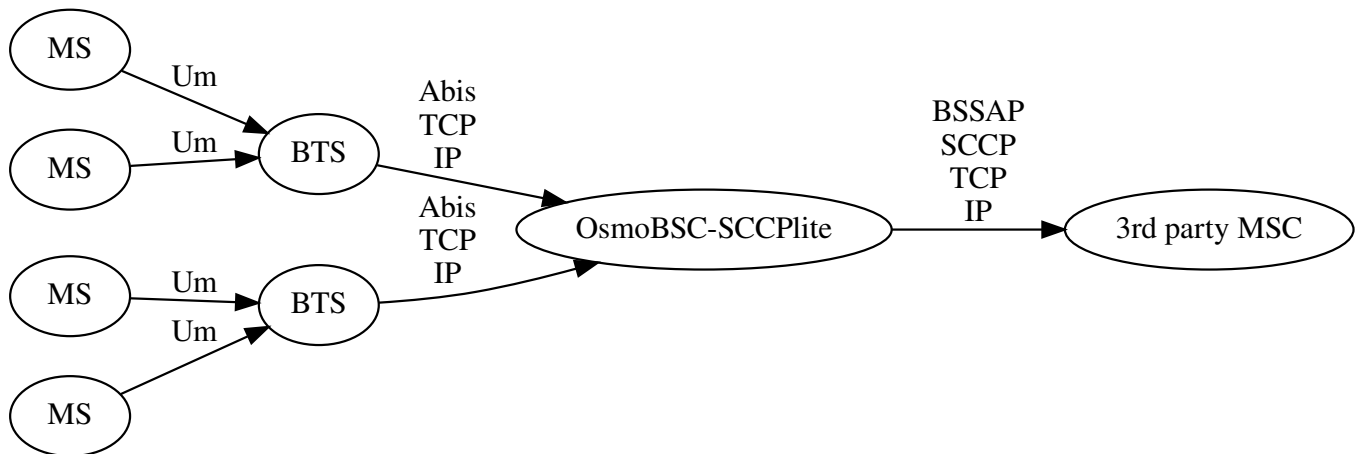 MS
Um
MS
Um
BTS
Abis
TCP
IP
MS
Um
MS
Um
BTS
Abis
TCP
IP
OsmoBSC-SCCPlite
BSSAP
SCCP
TCP
IP
3rd party MSC